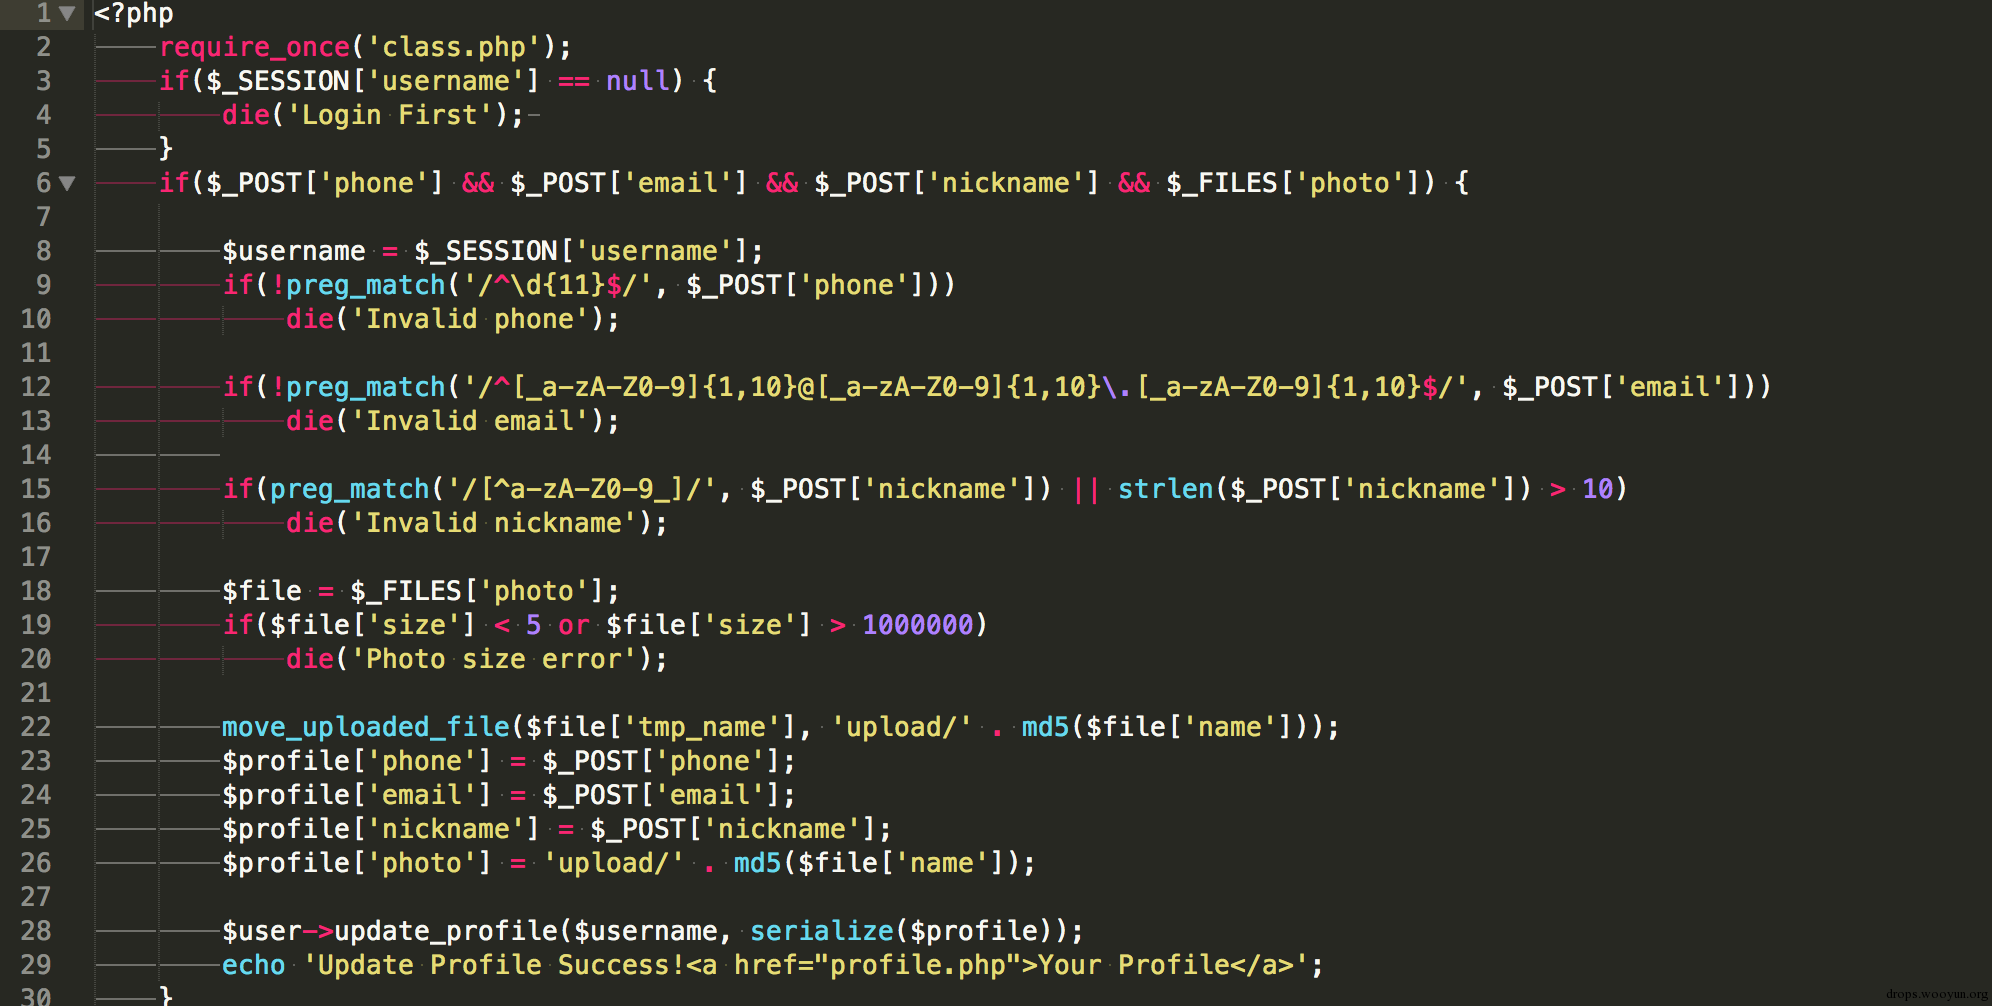 1 <?php
2 require_once('class.php');
3 if($_SESSION['username'] == null) {
4 die('Login First');
5 }
6 if($_POST['phone'] && $_POST['email'] && $_POST['nickname'] && $_FILES['photo']) {
7
8 $username = $_SESSION['username'];
9 if(!preg_match('/^\d{11}$/', $_POST['phone']))
10 die('Invalid phone');
11
12 if(!preg_match('/^[_a-zA-Z0-9]{1,10}@[_a-zA-Z0-9]{1,10}\.[_a-zA-Z0-9]{1,10}$/', $_POST['email']))
13 die('Invalid email');
14
15 if(preg_match('/[^a-zA-Z0-9_]/', $_POST['nickname']) || strlen($_POST['nickname']) > 10)
16 die('Invalid nickname');
17
18 $file = $_FILES['photo'];
19 if($file['size'] < 5 or $file['size'] > 1000000)
20 die('Photo size error');
21
22 move_uploaded_file($file['tmp_name'], 'upload/' . md5($file['name']));
23 $profile['phone'] = $_POST['phone'];
24 $profile['email'] = $_POST['email'];
25 $profile['nickname'] = $_POST['nickname'];
26 $profile['photo'] = 'upload/' . md5($file['name']);
27
28 $user->update_profile($username, serialize($profile));
29 echo 'Update Profile Success!<a href="profile.php">Your Profile</a>';
30 }
drops.wooyun.org